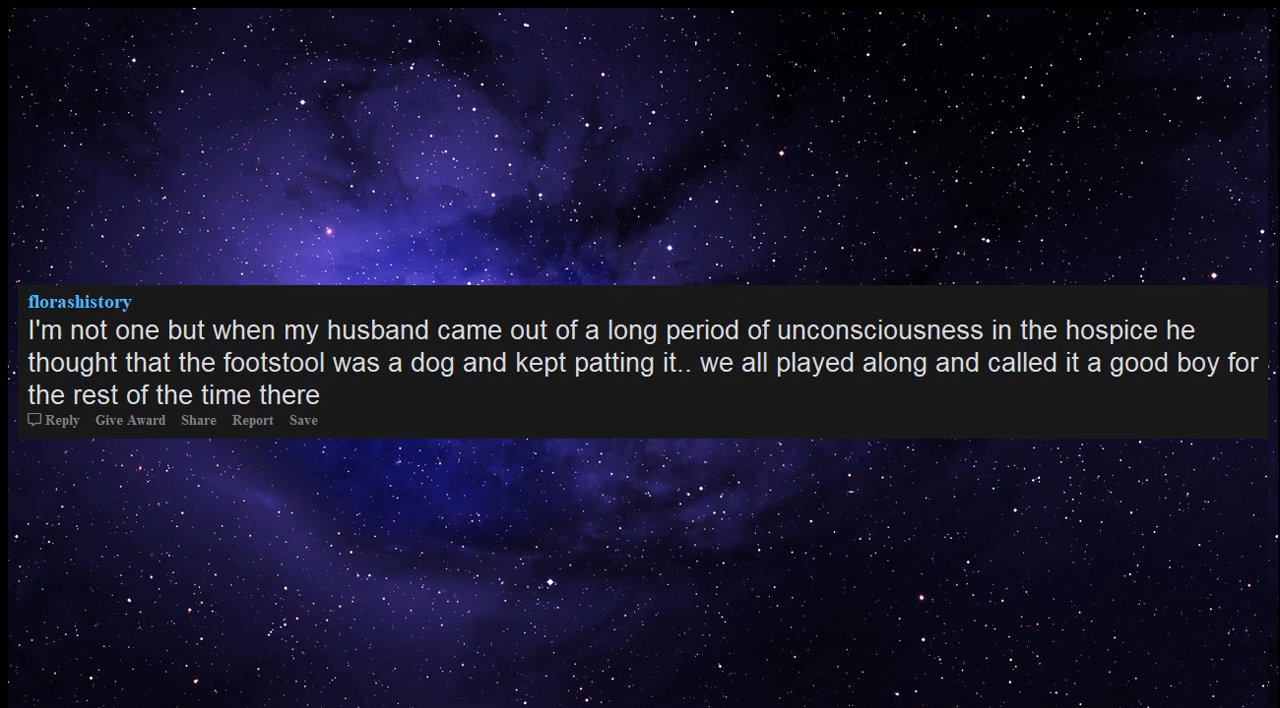 florashistory
I'm not one but when my husband came out of a long period of unconsciousness in the hospice he
thought that the footstool was a dog and kept patting it.. we all played along and called it a good boy for
the rest of the time there
Reply Give Award Share Report Save